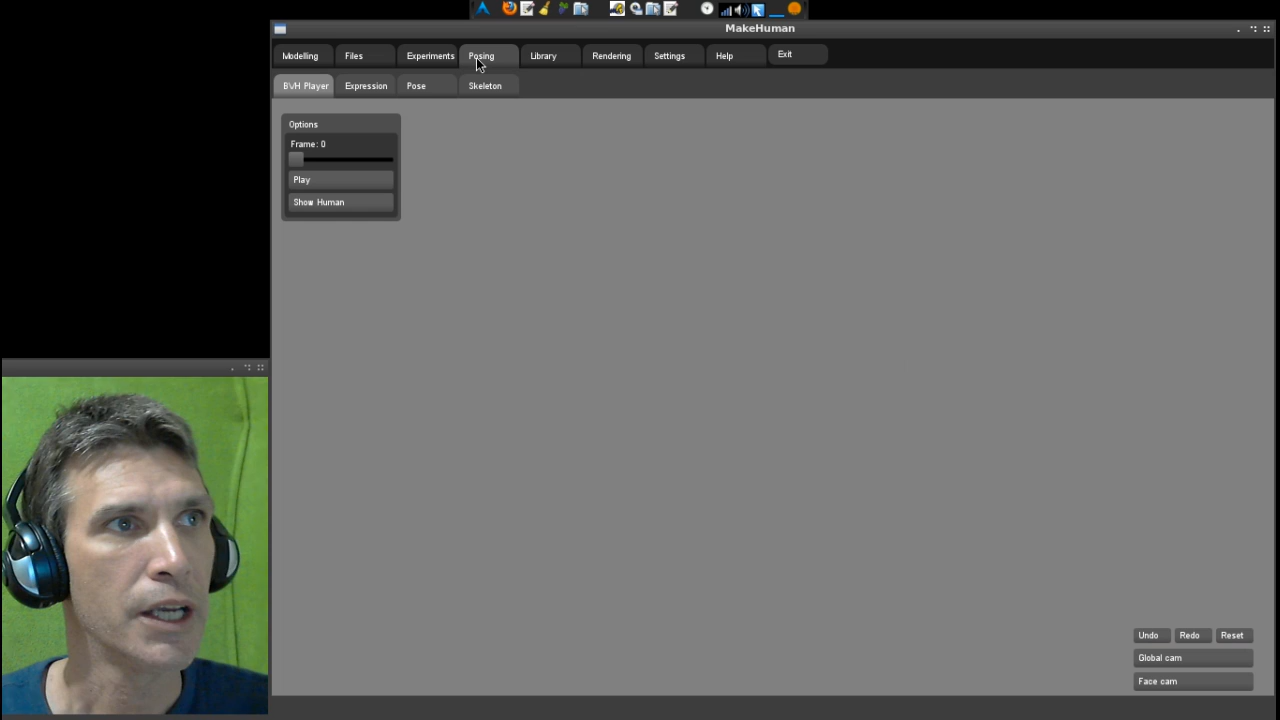 MakeHuman
Modelling Files Experiments Posing Library Rendering Settings Help Exit
BVH Player Expression Pose Skeleton
Options
Frame: 0
Play
Show Human
Undo Redo Reset
Global cam
Face cam